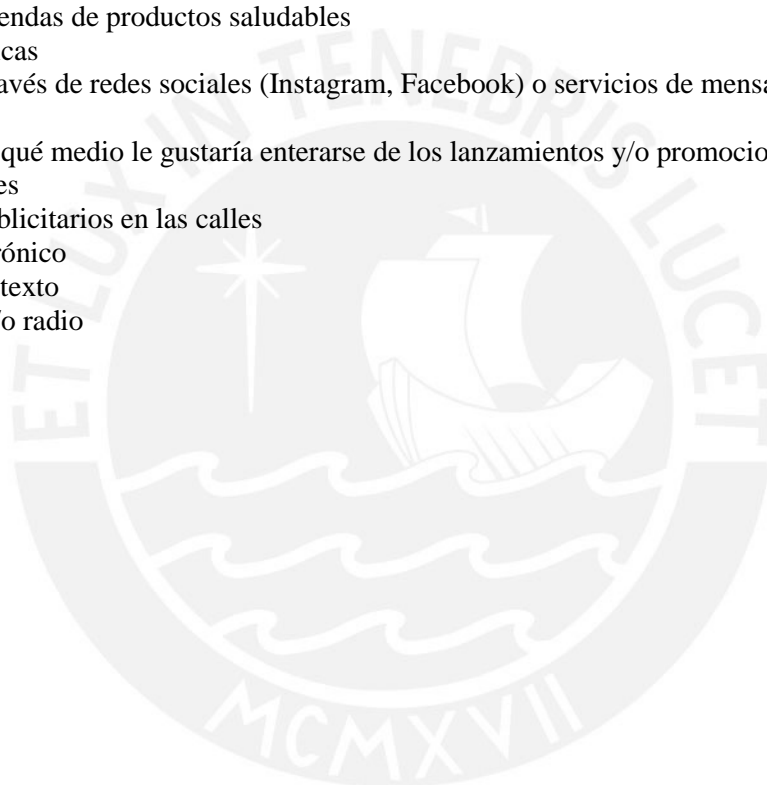 endas de productos saludables
cas
avés de redes sociales (Instagram, Facebook) o servicios de mensa
qué medio le gustaría enterarse de los lanzamientos y/o promocio
es
blicitarios en las calles
rónico
texto
/o radio
ET LUX IN TENEBRIS LUCET
MCMXVII